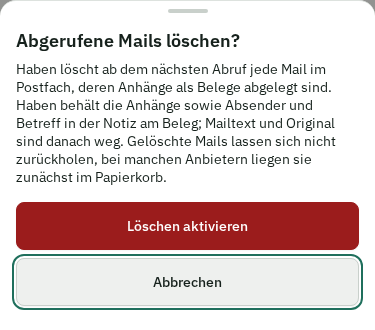 Abgerufene Mails löschen?
Haben löscht ab dem nächsten Abruf jede Mail im
Postfach, deren Anhänge als Belege abgelegt sind.
Haben behält die Anhänge sowie Absender und
Betreff in der Notiz am Beleg; Mailtext und Original
sind danach weg. Gelöschte Mails lassen sich nicht
zurückholen, bei manchen Anbietern liegen sie
zunächst im Papierkorb.
Löschen aktivieren
Abbrechen